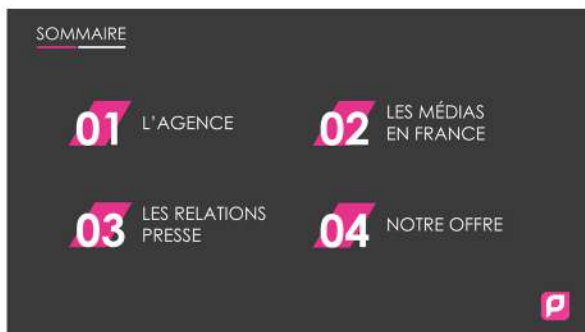 SOMMAIRE
01 L'AGENCE
02 LES MÉDIAS
EN FRANCE
03 LES RELATIONS
PRESSE
04 NOTRE OFFRE